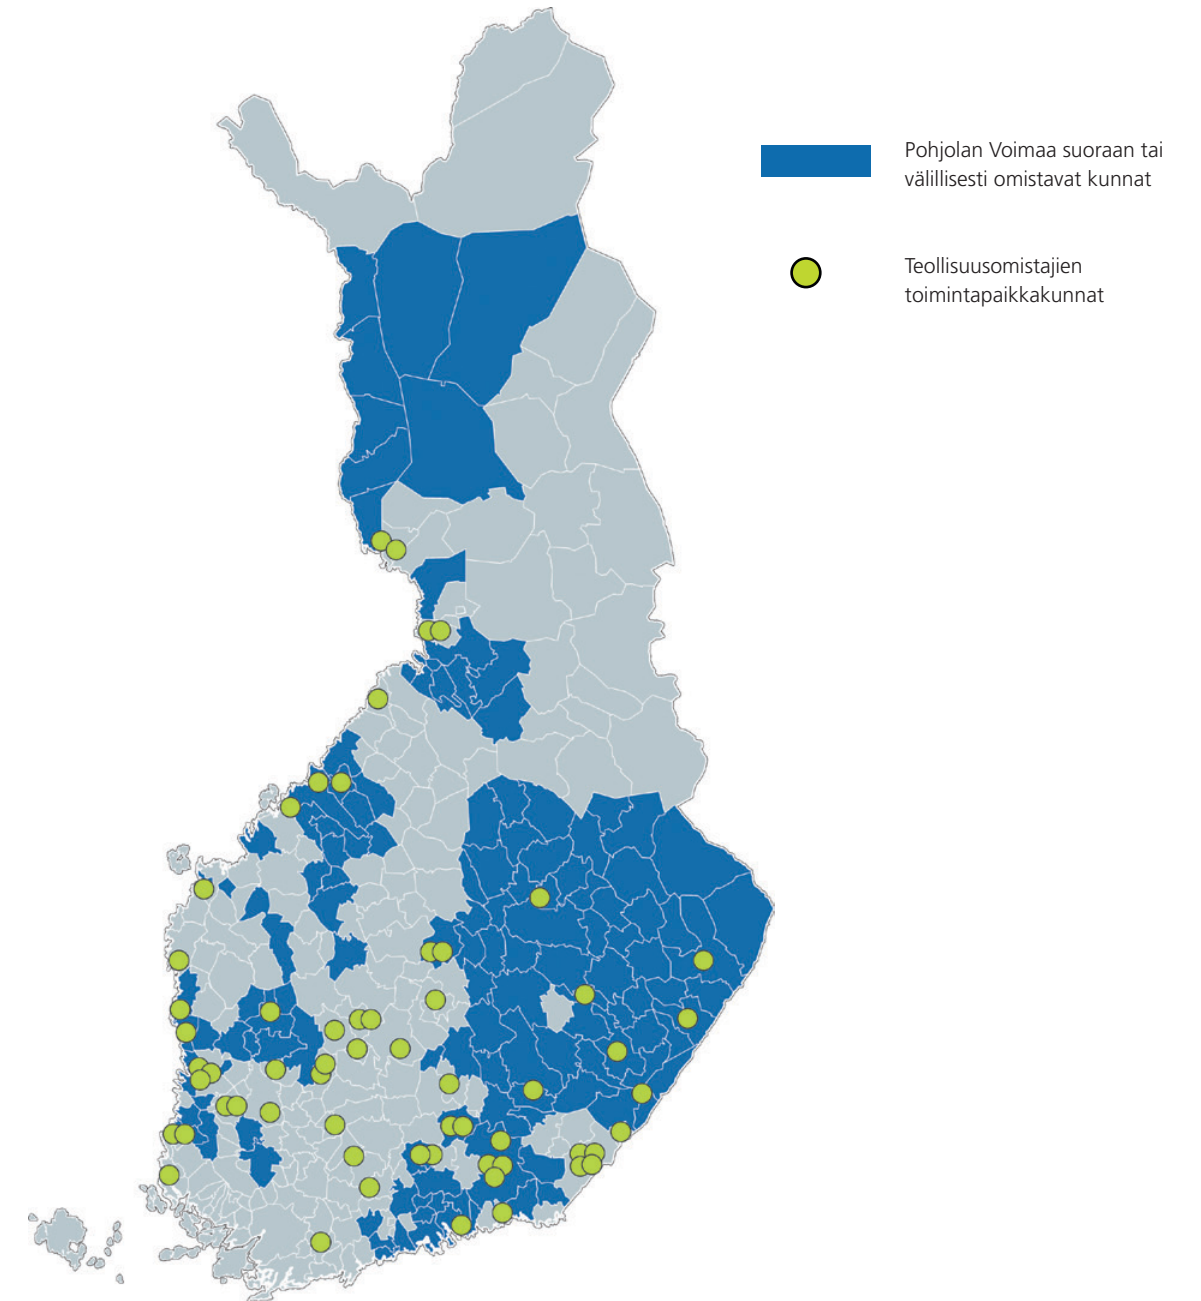 Pohjolan Voimaa suoraan tai
välillisesti omistavat kunnat
Teollisuusomistajien
toimintapaikkakunnat